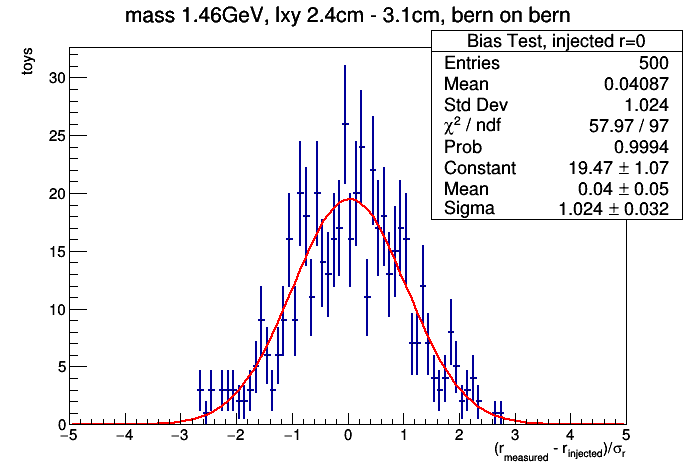 mass 1.46GeV, lxy 2.4cm - 3.1cm, bern on bern
toys
Bias Test, injected r=0
Entries 500
Mean 0.04087
Std Dev 1.024
χ² / ndf 57.97 / 97
Prob 0.9994
Constant 19.47 ± 1.07
Mean 0.04 ± 0.05
Sigma 1.024 ± 0.032
30
25
20
15
10
5
0
−5 −4 −3 −2 −1 0 1 2 3 4 5
(r_measured - r_injected)/σ_r